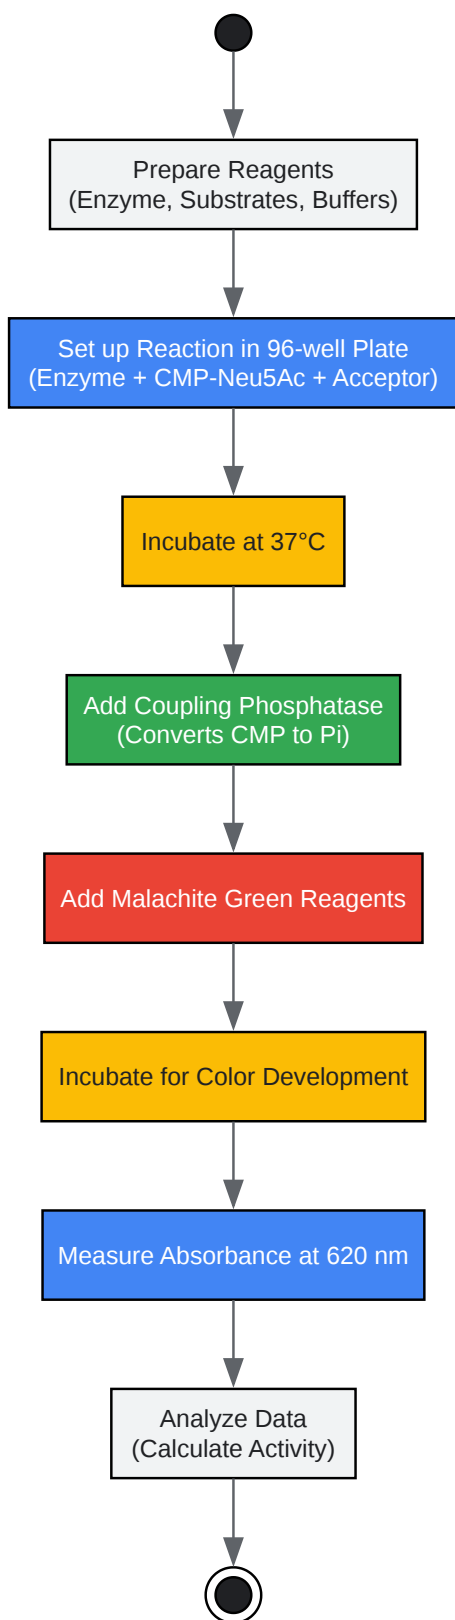 Prepare Reagents
(Enzyme, Substrates, Buffers)
Set up Reaction in 96-well Plate
(Enzyme + CMP-Neu5Ac + Acceptor)
Incubate at 37°C
Add Coupling Phosphatase
(Converts CMP to Pi)
Add Malachite Green Reagents
Incubate for Color Development
Measure Absorbance at 620 nm
Analyze Data
(Calculate Activity)